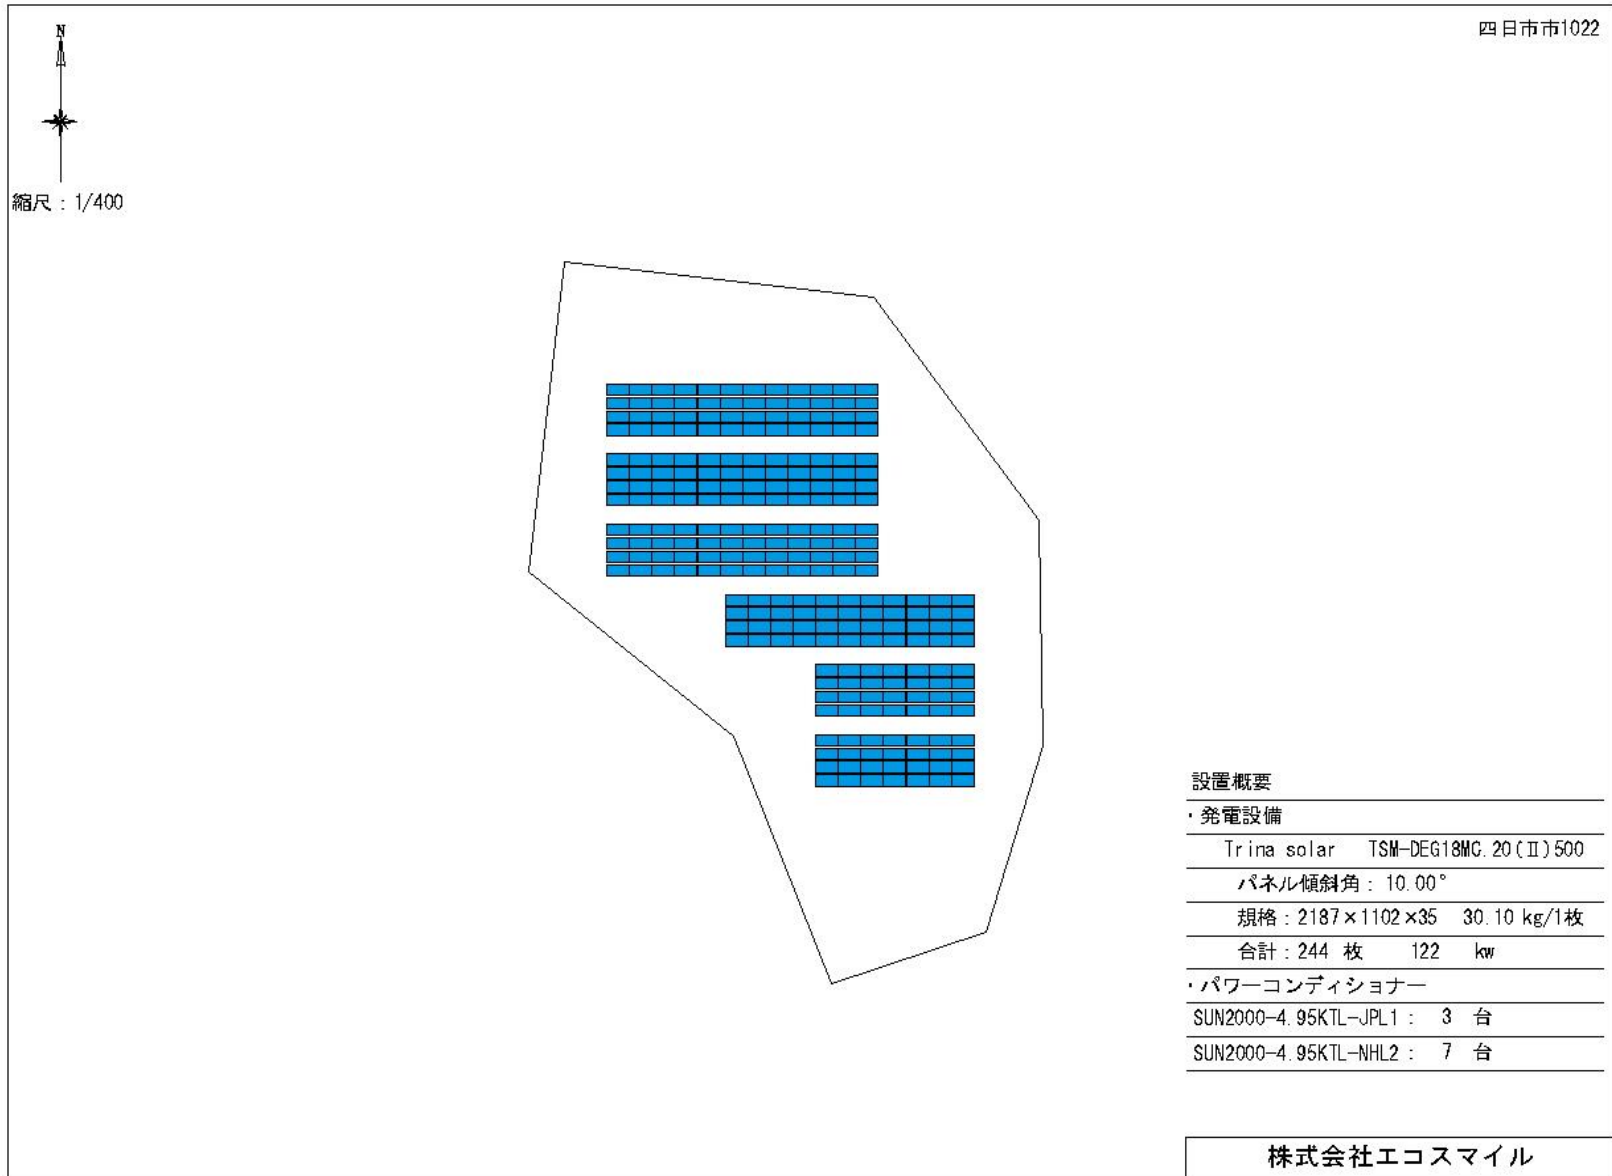 四日市市1022
N
縮尺：1/400
設置概要
・発電設備
Trina solar TSM-DEG18MC.20(Ⅱ)500
パネル傾斜角：10.00°
規格：2187×1102×35 30.10 kg/1枚
合計：244 枚 122 kw
・パワーコンディショナー
SUN2000-4.95KTL-JPL1： 3 台
SUN2000-4.95KTL-NHL2： 7 台
株式会社エコスマイル